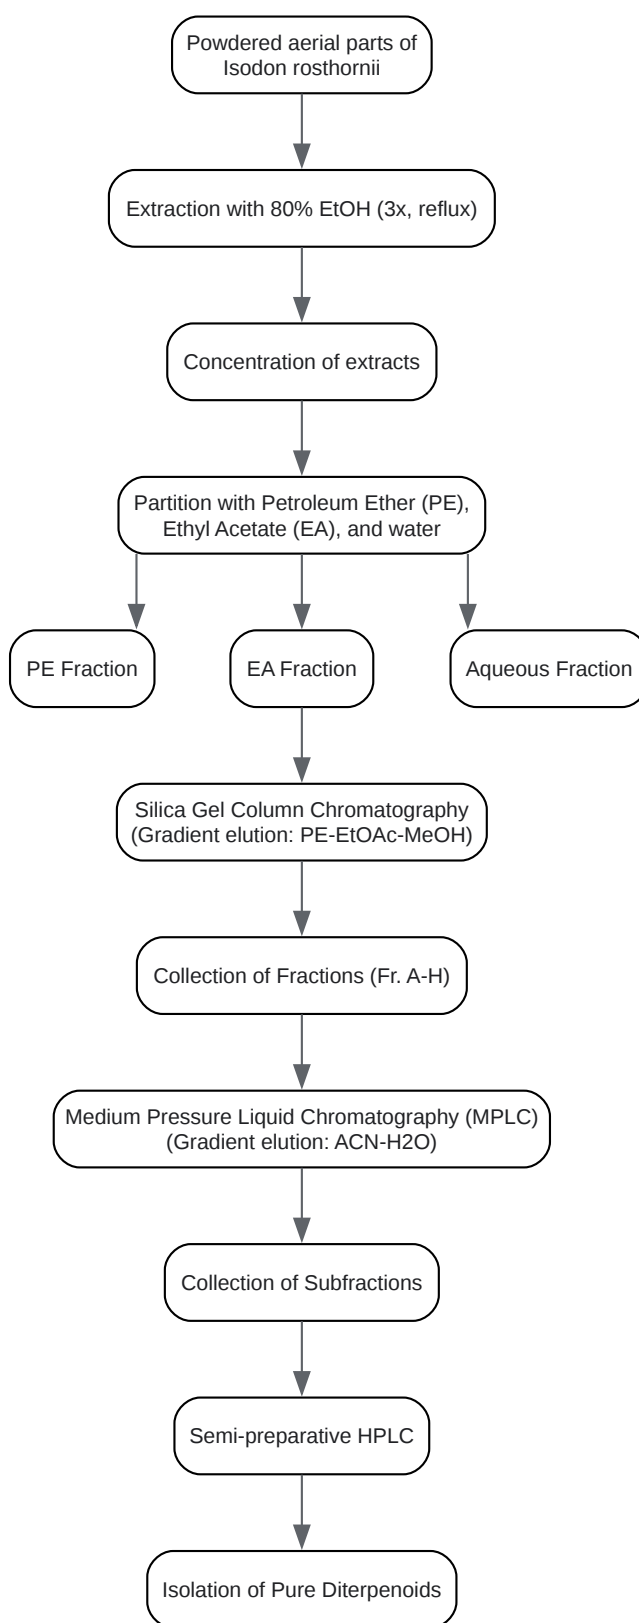 Powdered aerial parts of
Isodon rosthornii
Extraction with 80% EtOH (3x, reflux)
Concentration of extracts
Partition with Petroleum Ether (PE),
Ethyl Acetate (EA), and water
PE Fraction
EA Fraction
Aqueous Fraction
Silica Gel Column Chromatography
(Gradient elution: PE-EtOAc-MeOH)
Collection of Fractions (Fr. A-H)
Medium Pressure Liquid Chromatography (MPLC)
(Gradient elution: ACN-H2O)
Collection of Subfractions
Semi-preparative HPLC
Isolation of Pure Diterpenoids